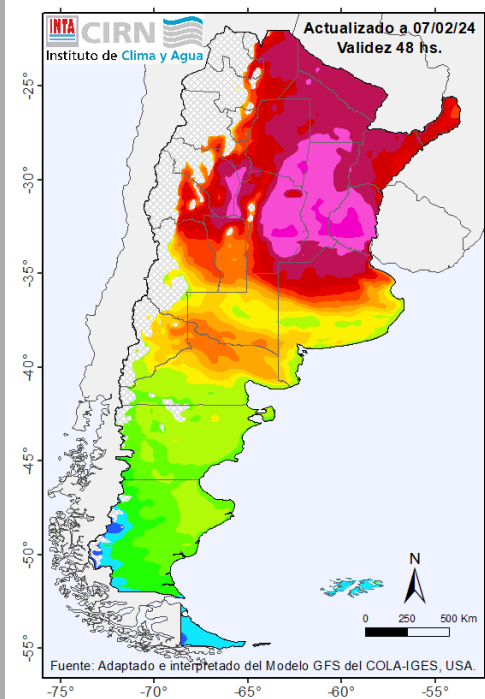 INTA CIRN
Instituto de Clima y Agua
Actualizado a 07/02/24
Validez 48 hs.
-25°
-30°
-35°
-40°
-45°
-50°
-55°
N
0 250 500 Km
Fuente: Adaptado e interpretado del Modelo GFS del COLA-IGES, USA.
-75° -70° -65° -60° -55°